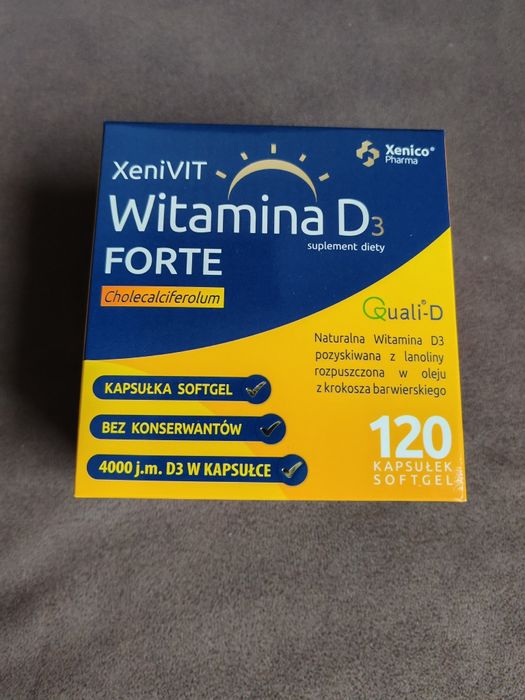 XeniVIT
Xenico®
Pharma
Witamina D3
suplement diety
FORTE
Cholecalciferolum
Quali®-D
Naturalna Witamina D3
pozyskiwana z lanoliny
rozpuszczona w oleju
z krokosza barwierskiego
KAPSUŁKA SOFTGEL
BEZ KONSERWANTÓW
4000 j.m. D3 W KAPSUŁCE
120
KAPSUŁEK
SOFTGEL